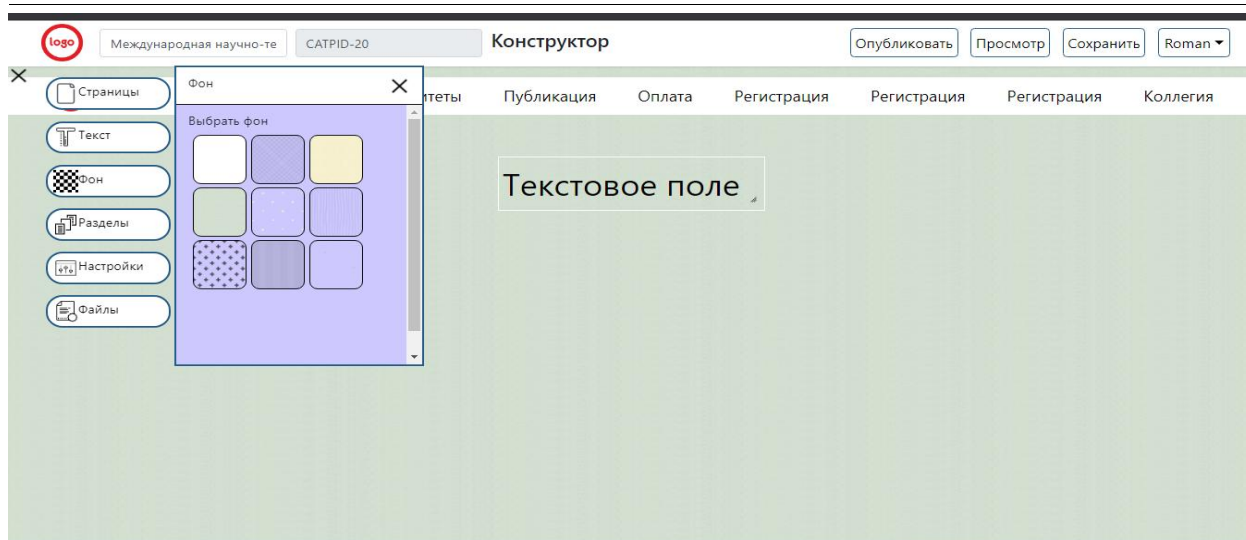 logo Международная научно-те CATPID-20 Конструктор Опубликовать Просмотр Сохранить Roman
Страницы
Текст
Фон
Разделы
Настройки
Файлы
Фон
Выбрать фон
итеты Публикация Оплата Регистрация Регистрация Регистрация Коллегия
Текстовое поле